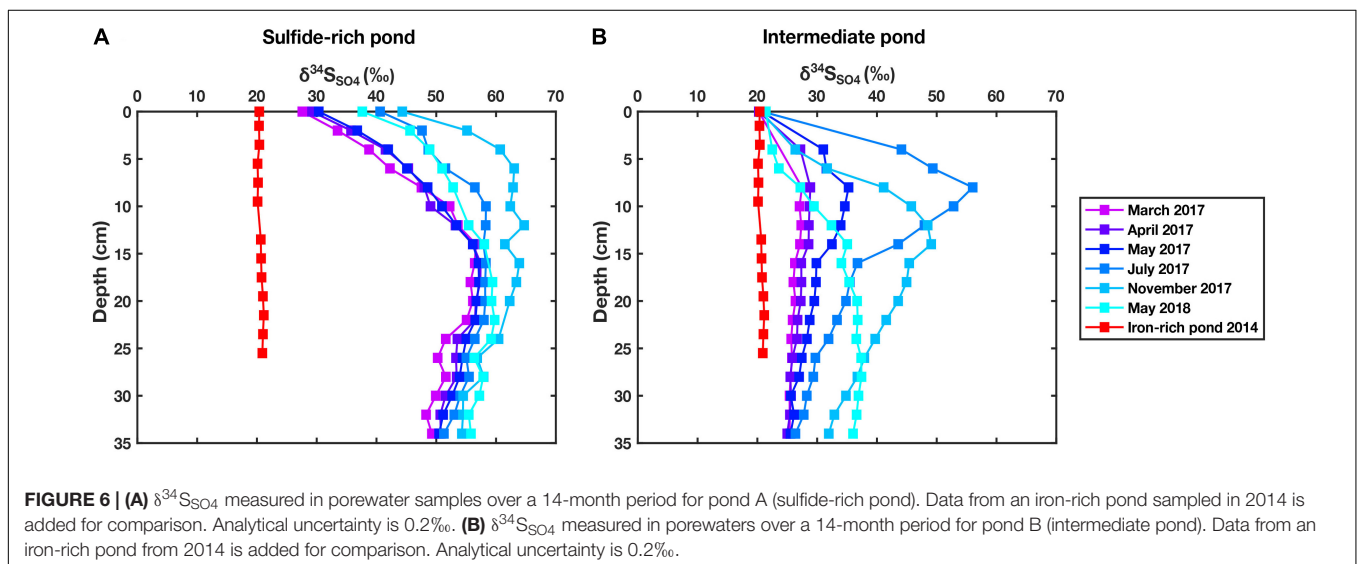 A
Sulfide-rich pond
δ34SSO4 (‰)
0 10 20 30 40 50 60 70
0
5
10
15
20
25
30
35
Depth (cm)
B
Intermediate pond
δ34SSO4 (‰)
0 10 20 30 40 50 60 70
0
5
10
15
20
25
30
35
Depth (cm)
March 2017
April 2017
May 2017
July 2017
November 2017
May 2018
Iron-rich pond 2014
FIGURE 6 | (A) δ34SSO4 measured in porewater samples over a 14-month period for pond A (sulfide-rich pond). Data from an iron-rich pond sampled in 2014 is
added for comparison. Analytical uncertainty is 0.2‰. (B) δ34SSO4 measured in porewaters over a 14-month period for pond B (intermediate pond). Data from an
iron-rich pond from 2014 is added for comparison. Analytical uncertainty is 0.2‰.